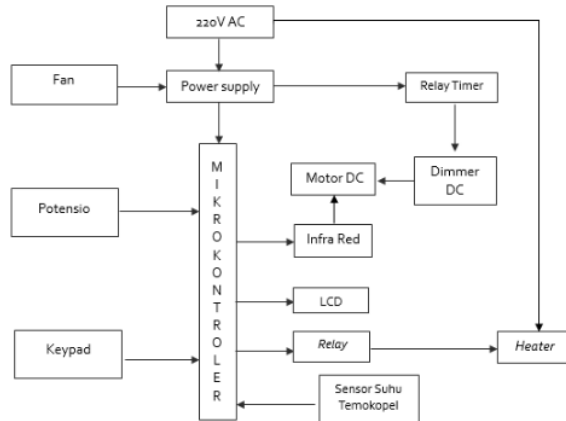 220V AC
Fan
Power supply
Relay Timer
MIKROKONTROLER
Motor DC
Dimmer
DC
Potensio
Infra Red
LCD
Keypad
Relay
Heater
Sensor Suhu
Temokopel